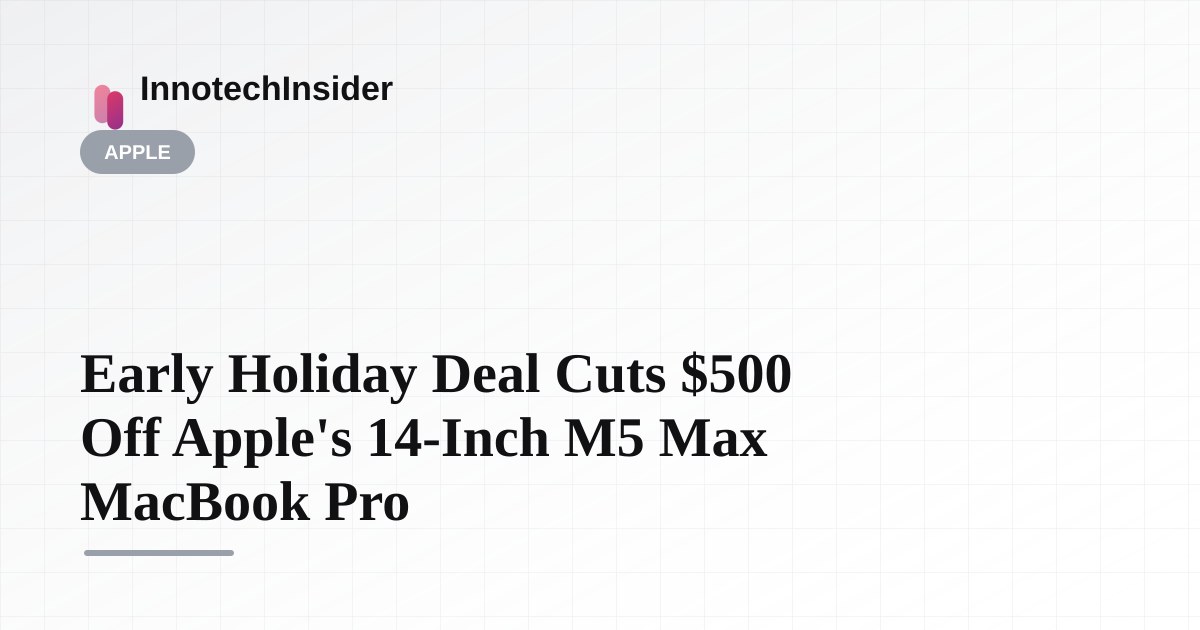 InnotechInsider
APPLE
Early Holiday Deal Cuts $500
Off Apple's 14-Inch M5 Max
MacBook Pro